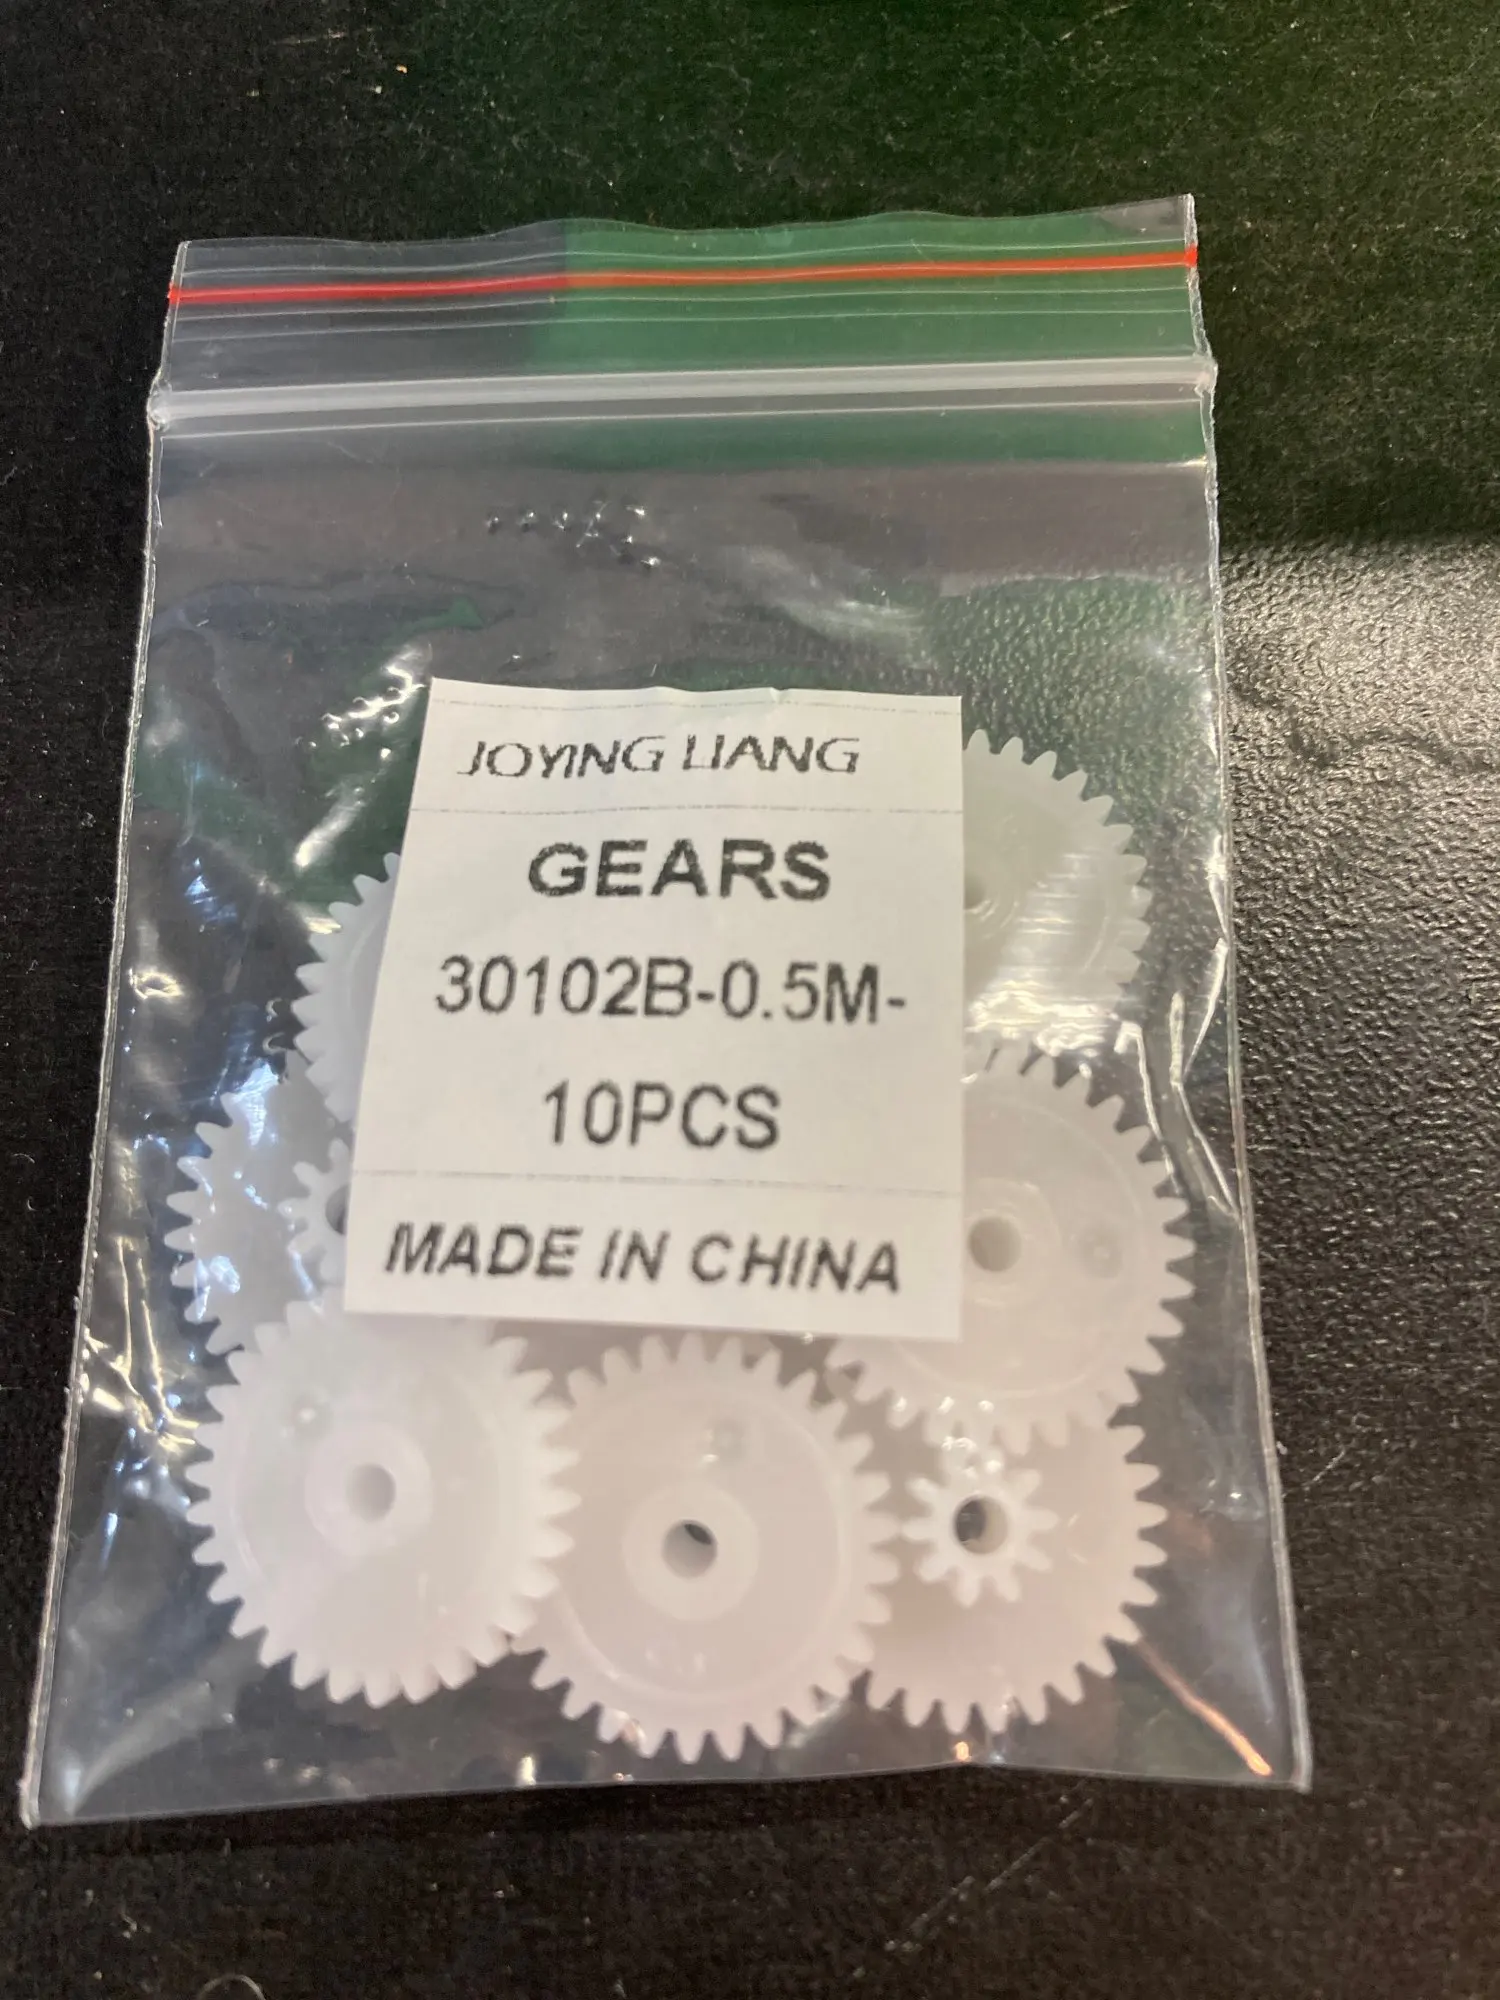 JOYING LIANG
GEARS
30102B-0.5M-
10PCS
MADE IN CHINA